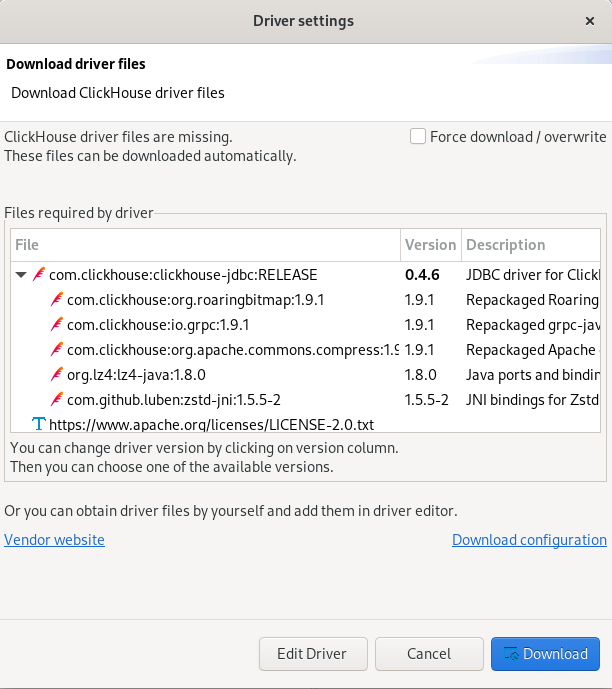 Driver settings
Download driver files
Download ClickHouse driver files
ClickHouse driver files are missing.
Force download / overwrite
These files can be downloaded automatically.
Files required by driver
File Version Description
com.clickhouse:clickhouse-jdbc:RELEASE 0.4.6 JDBC driver for Click
com.clickhouse:org.roaringbitmap:1.9.1 1.9.1 Repackaged Roaring
com.clickhouse:io.grpc:1.9.1 1.9.1 Repackaged grpc-jav
com.clickhouse:org.apache.commons.compress:1.9 1.9.1 Repackaged Apache
org.lz4:lz4-java:1.8.0 1.8.0 Java ports and bindin
com.github.luben:zstd-jni:1.5.5-2 1.5.5-2 JNI bindings for Zstd
https://www.apache.org/licenses/LICENSE-2.0.txt
You can change driver version by clicking on version column.
Then you can choose one of the available versions.
Or you can obtain driver files by yourself and add them in driver editor.
Vendor website
Download configuration
Edit Driver
Cancel
Download